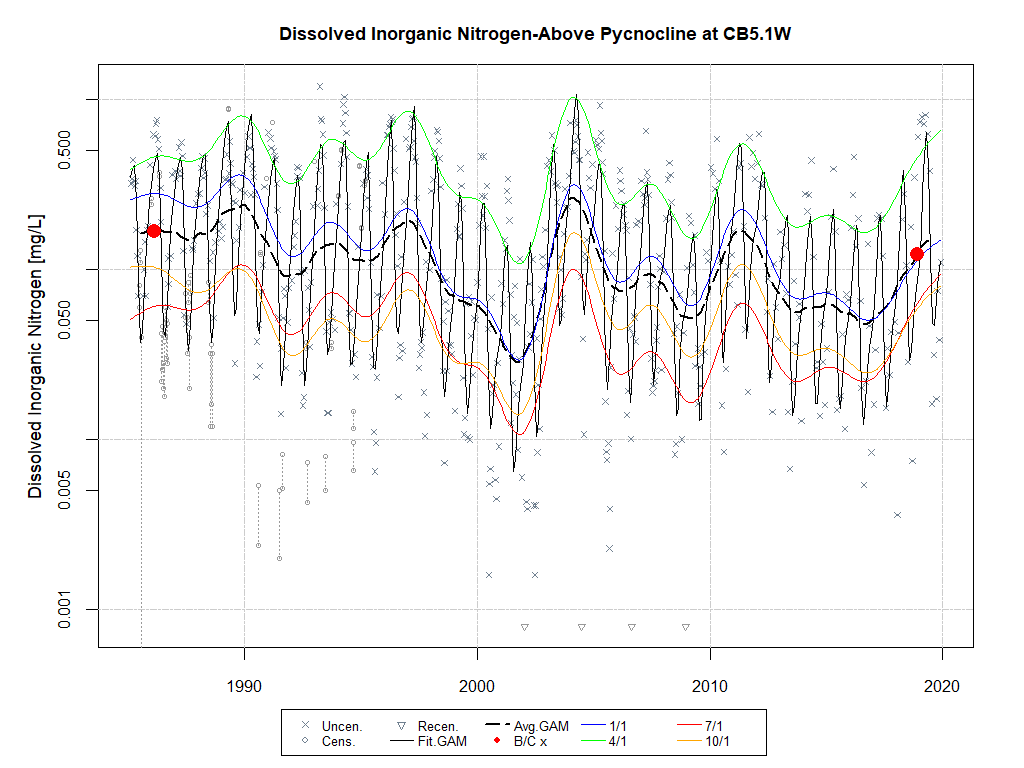 Dissolved Inorganic Nitrogen-Above Pycnocline at CB5.1W
Dissolved Inorganic Nitrogen [mg/L]
0.500
0.050
0.005
0.001
1990 2000 2010 2020
Uncen. Recen. Avg.GAM 1/1 7/1
Cens. Fit.GAM B/C x 4/1 10/1